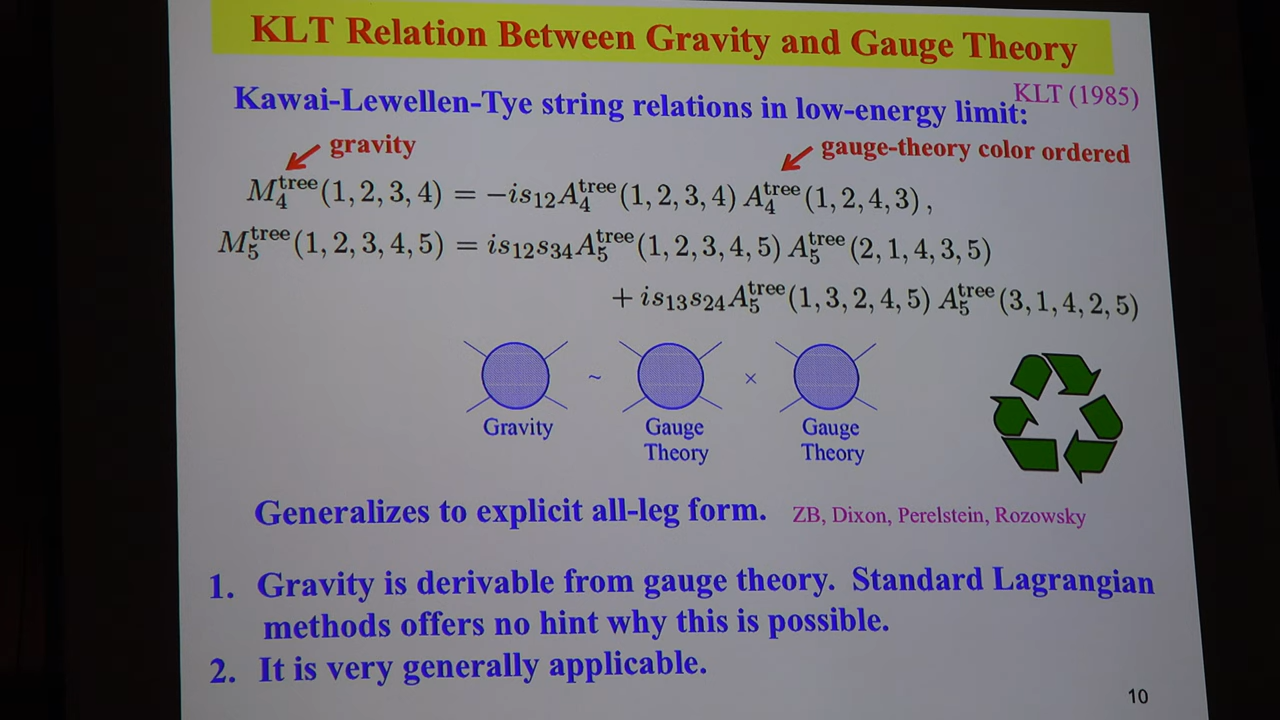 KLT Relation Between Gravity and Gauge Theory
KLT (1985)
Kawai-Lewellen-Tye string relations in low-energy limit:
gravity
gauge-theory color ordered
M_4^tree(1, 2, 3, 4) = −is_12 A_4^tree(1, 2, 3, 4) A_4^tree(1, 2, 4, 3) ,
M_5^tree(1, 2, 3, 4, 5) = is_12 s_34 A_5^tree(1, 2, 3, 4, 5) A_5^tree(2, 1, 4, 3, 5)
+ is_13 s_24 A_5^tree(1, 3, 2, 4, 5) A_5^tree(3, 1, 4, 2, 5)
~ ×
Gravity Gauge Gauge
Theory Theory
Generalizes to explicit all-leg form. ZB, Dixon, Perelstein, Rozowsky
1. Gravity is derivable from gauge theory. Standard Lagrangian
methods offers no hint why this is possible.
2. It is very generally applicable.
10